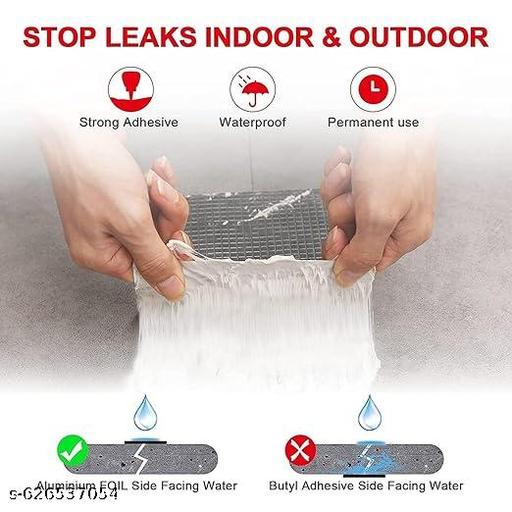 STOP LEAKS INDOOR & OUTDOOR
Strong Adhesive
Waterproof
Permanent use
Aluminium FOIL Side Facing Water
Butyl Adhesive Side Facing Water
s-626537054